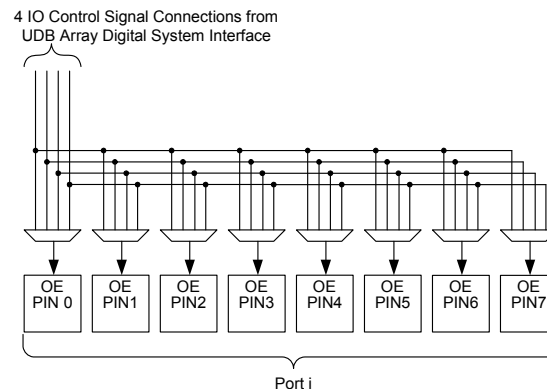 4 IO Control Signal Connections from
UDB Array Digital System Interface
OE
PIN 0
OE
PIN1
OE
PIN2
OE
PIN3
OE
PIN4
OE
PIN5
OE
PIN6
OE
PIN7
Port i